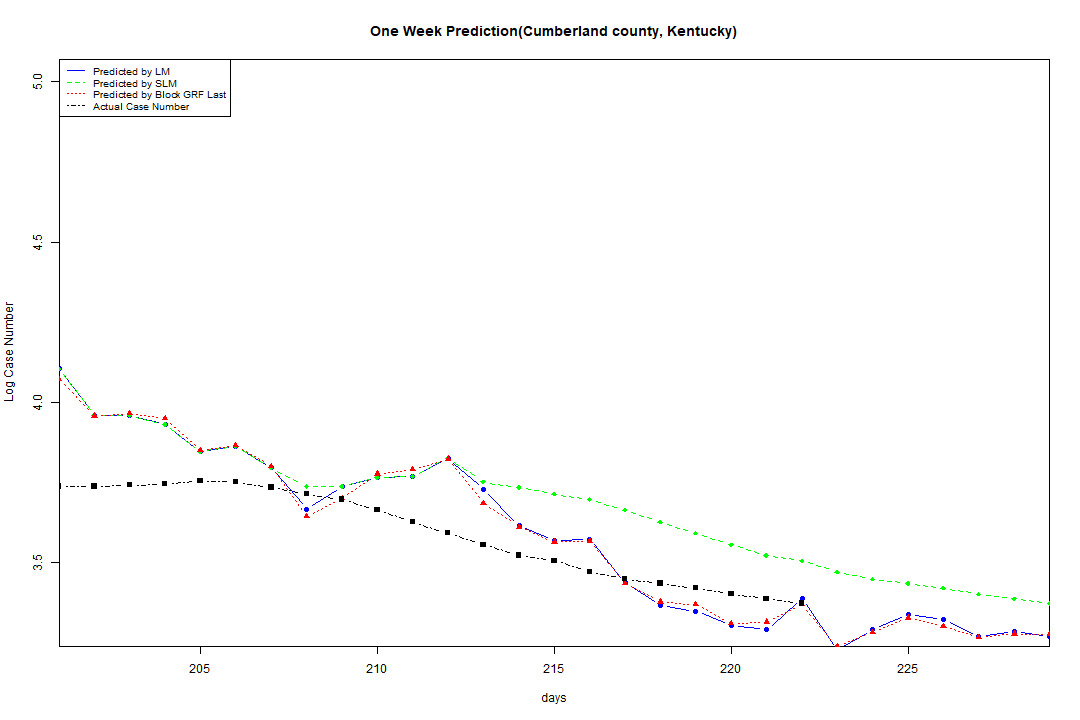 One Week Prediction(Cumberland county, Kentucky)
Predicted by LM
Predicted by SLM
Predicted by Block GRF Last
Actual Case Number
5.0
4.5
4.0
3.5
Log Case Number
205 210 215 220 225
days